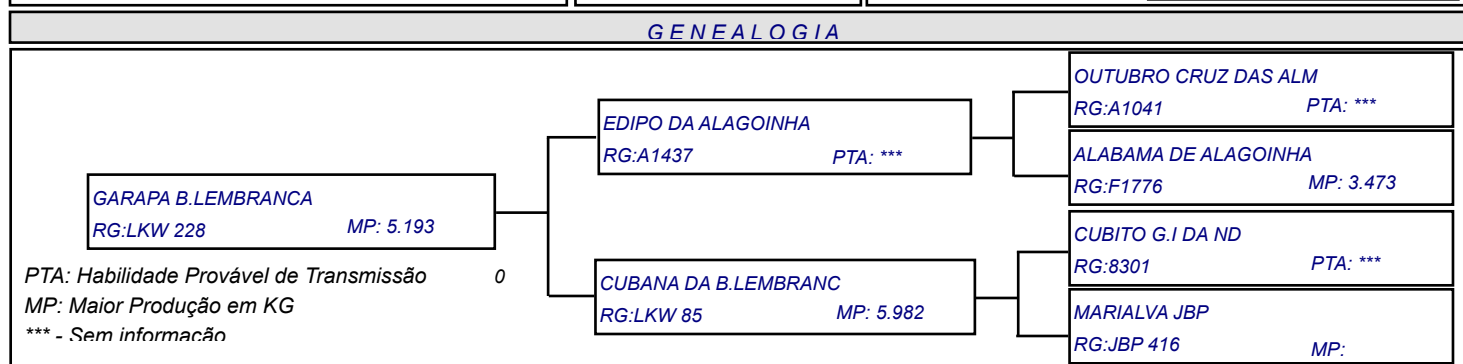 G E N E A L O G I A
OUTUBRO CRUZ DAS ALM
RG:A1041 PTA: ***
EDIPO DA ALAGOINHA
RG:A1437 PTA: ***
ALABAMA DE ALAGOINHA
RG:F1776 MP: 3.473
GARAPA B.LEMBRANCA
RG:LKW 228 MP: 5.193
CUBITO G.I DA ND
RG:8301 PTA: ***
CUBANA DA B.LEMBRANC
RG:LKW 85 MP: 5.982
MARIALVA JBP
RG:JBP 416 MP:
PTA: Habilidade Provável de Transmissão 0
MP: Maior Produção em KG
*** - Sem informação